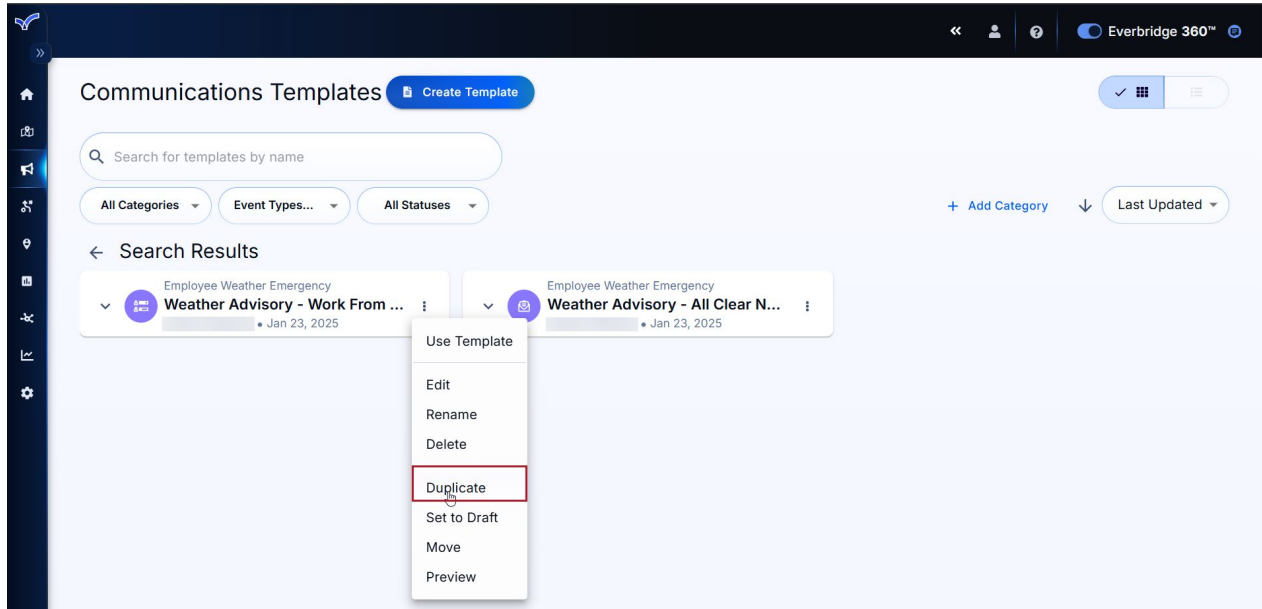 Everbridge 360™
Communications Templates
Create Template
Search for templates by name
All Categories
Event Types...
All Statuses
+ Add Category
Last Updated
Search Results
Employee Weather Emergency
Weather Advisory - Work From ...
• Jan 23, 2025
Employee Weather Emergency
Weather Advisory - All Clear N...
• Jan 23, 2025
Use Template
Edit
Rename
Delete
Duplicate
Set to Draft
Move
Preview